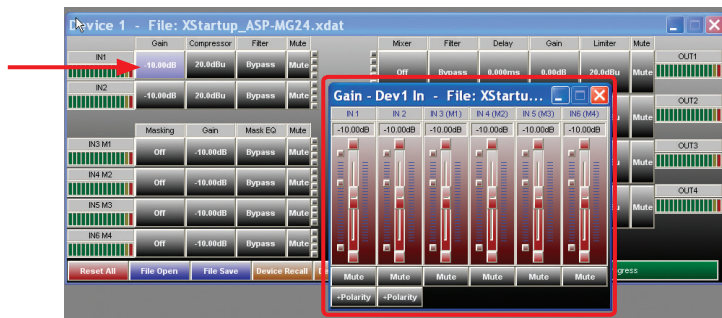 Device 1 - File: XStartup_ASP-MG24.xdat
Gain Compressor Filter Mute Mixer Filter Delay Gain Limiter Mute
IN1 -10.00dB 20.0dBu Bypass Mute Off Bypass 0.000ms 0.00dB 20.0dBu Mute OUT1
IN2 -10.00dB 20.0dBu Bypass Mute OUT2
Masking Gain Mask EQ Mute
IN3 M1 Off -10.00dB Bypass Mute OUT3
IN4 M2 Off -10.00dB Bypass Mute
IN5 M3 Off -10.00dB Bypass Mute Mute OUT4
IN6 M4 Off -10.00dB Bypass Mute
Reset All File Open File Save Device Recall
Gain - Dev1 In - File: XStartu...
IN 1 IN 2 IN 3 (M1) IN 4 (M2) IN 5 (M3) IN6 (M4)
-10.00dB -10.00dB -10.00dB -10.00dB -10.00dB -10.00dB
Mute Mute Mute Mute Mute Mute
+Polarity +Polarity